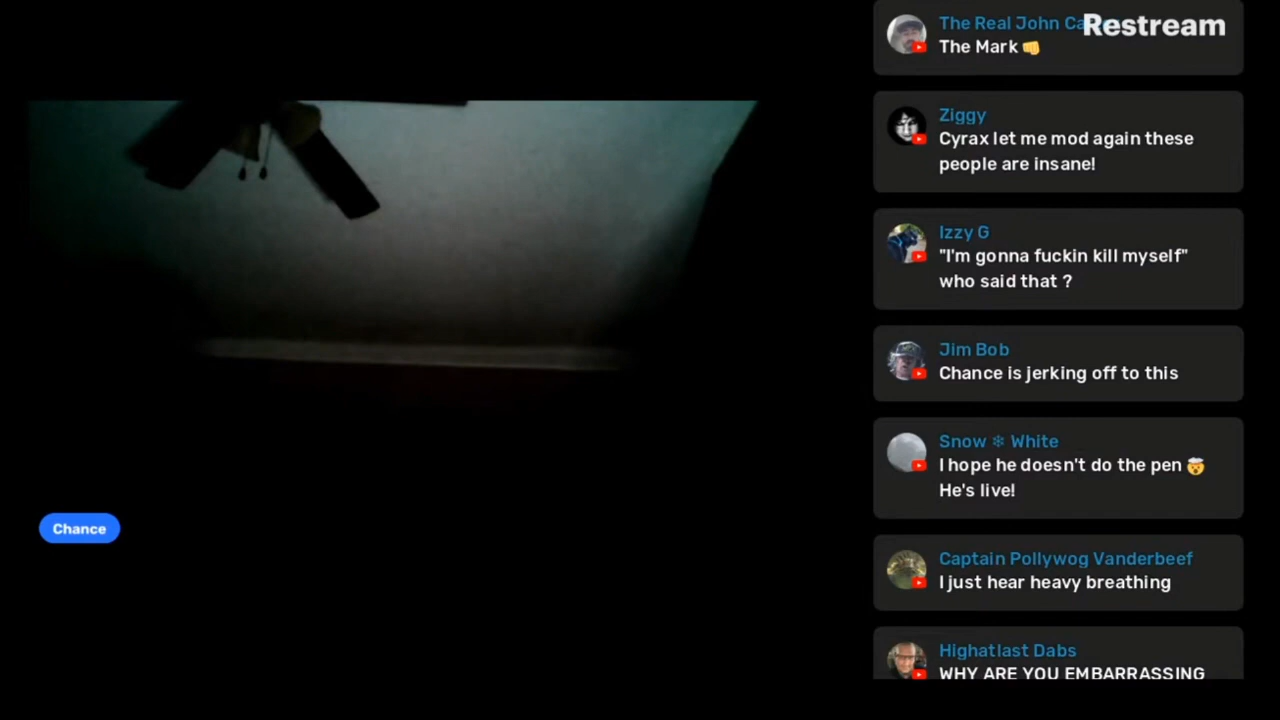 The Real John Ca
Restream
The Mark 👊
Ziggy
Cyrax let me mod again these
people are insane!
Izzy G
"I'm gonna fuckin kill myself"
who said that ?
Jim Bob
Chance is jerking off to this
Snow ❄ White
I hope he doesn't do the pen 🤯
He's live!
Chance
Captain Pollywog Vanderbeef
I just hear heavy breathing
Highatlast Dabs
WHY ARE YOU EMBARRASSING